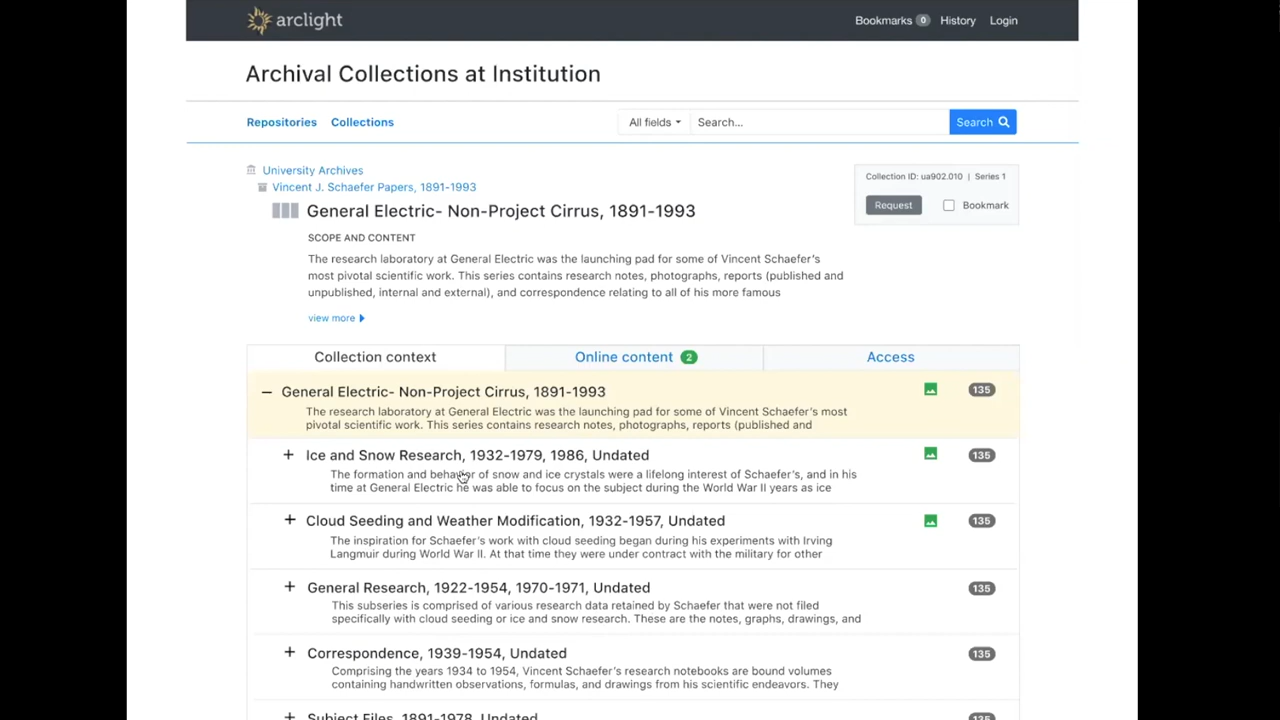 arclight
Bookmarks 0 History Login
Archival Collections at Institution
Repositories Collections
All fields Search... Search
University Archives
Vincent J. Schaefer Papers, 1891-1993
General Electric- Non-Project Cirrus, 1891-1993
Collection ID: ua902.010 | Series 1
Request Bookmark
SCOPE AND CONTENT
The research laboratory at General Electric was the launching pad for some of Vincent Schaefer's
most pivotal scientific work. This series contains research notes, photographs, reports (published and
unpublished, internal and external), and correspondence relating to all of his more famous
view more
Collection context Online content 2 Access
General Electric- Non-Project Cirrus, 1891-1993 135
The research laboratory at General Electric was the launching pad for some of Vincent Schaefer's most
pivotal scientific work. This series contains research notes, photographs, reports (published and
Ice and Snow Research, 1932-1979, 1986, Undated 135
The formation and behavior of snow and ice crystals were a lifelong interest of Schaefer's, and in his
time at General Electric he was able to focus on the subject during the World War II years as ice
Cloud Seeding and Weather Modification, 1932-1957, Undated 135
The inspiration for Schaefer's work with cloud seeding began during his experiments with Irving
Langmuir during World War II. At that time they were under contract with the military for other
General Research, 1922-1954, 1970-1971, Undated 135
This subseries is comprised of various research data retained by Schaefer that were not filed
specifically with cloud seeding or ice and snow research. These are the notes, graphs, drawings, and
Correspondence, 1939-1954, Undated 135
Comprising the years 1934 to 1954, Vincent Schaefer's research notebooks are bound volumes
containing handwritten observations, formulas, and drawings from his scientific endeavors. They
Subject Files, 1891-1978, Undated 135